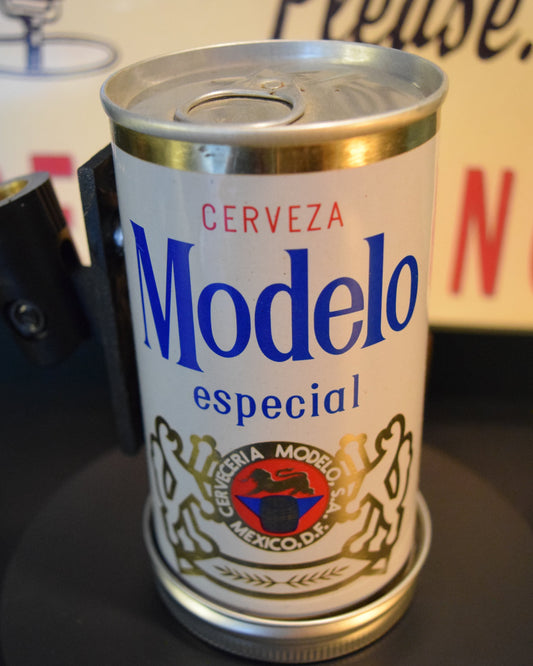 Please.
CERVEZA
Modelo
especial
CERVECERIA MODELO, S.A.
MEXICO, D.F.